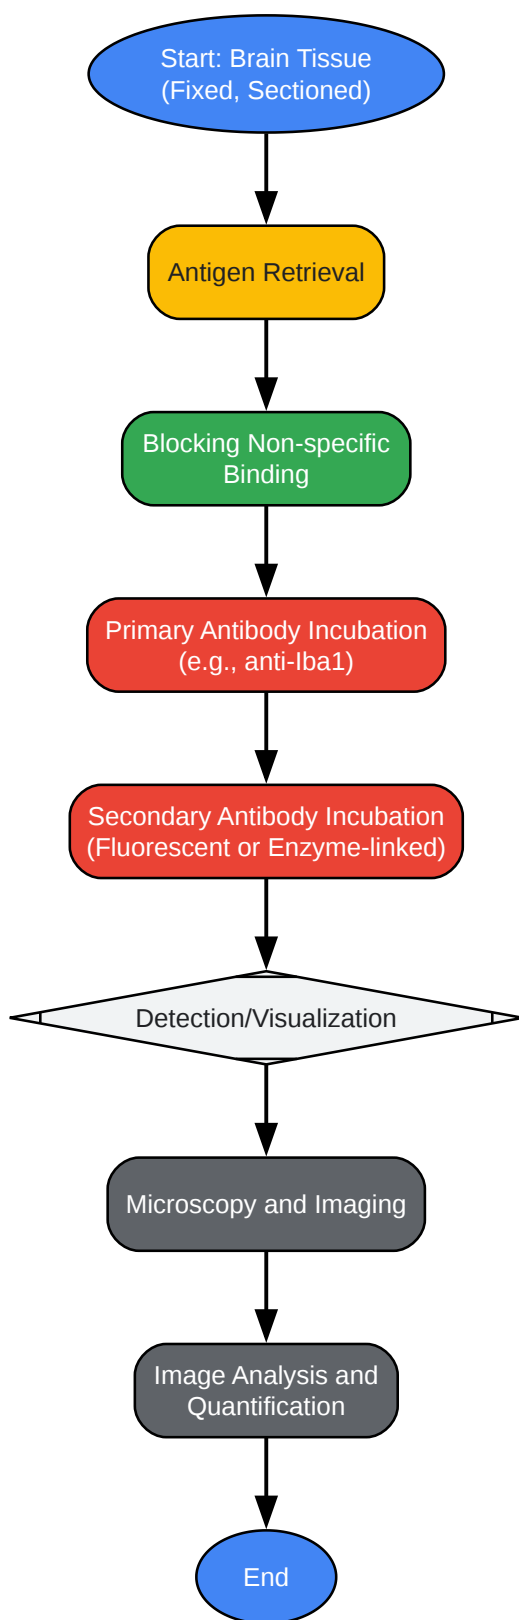 Start: Brain Tissue
(Fixed, Sectioned)
Antigen Retrieval
Blocking Non-specific
Binding
Primary Antibody Incubation
(e.g., anti-Iba1)
Secondary Antibody Incubation
(Fluorescent or Enzyme-linked)
Detection/Visualization
Microscopy and Imaging
Image Analysis and
Quantification
End